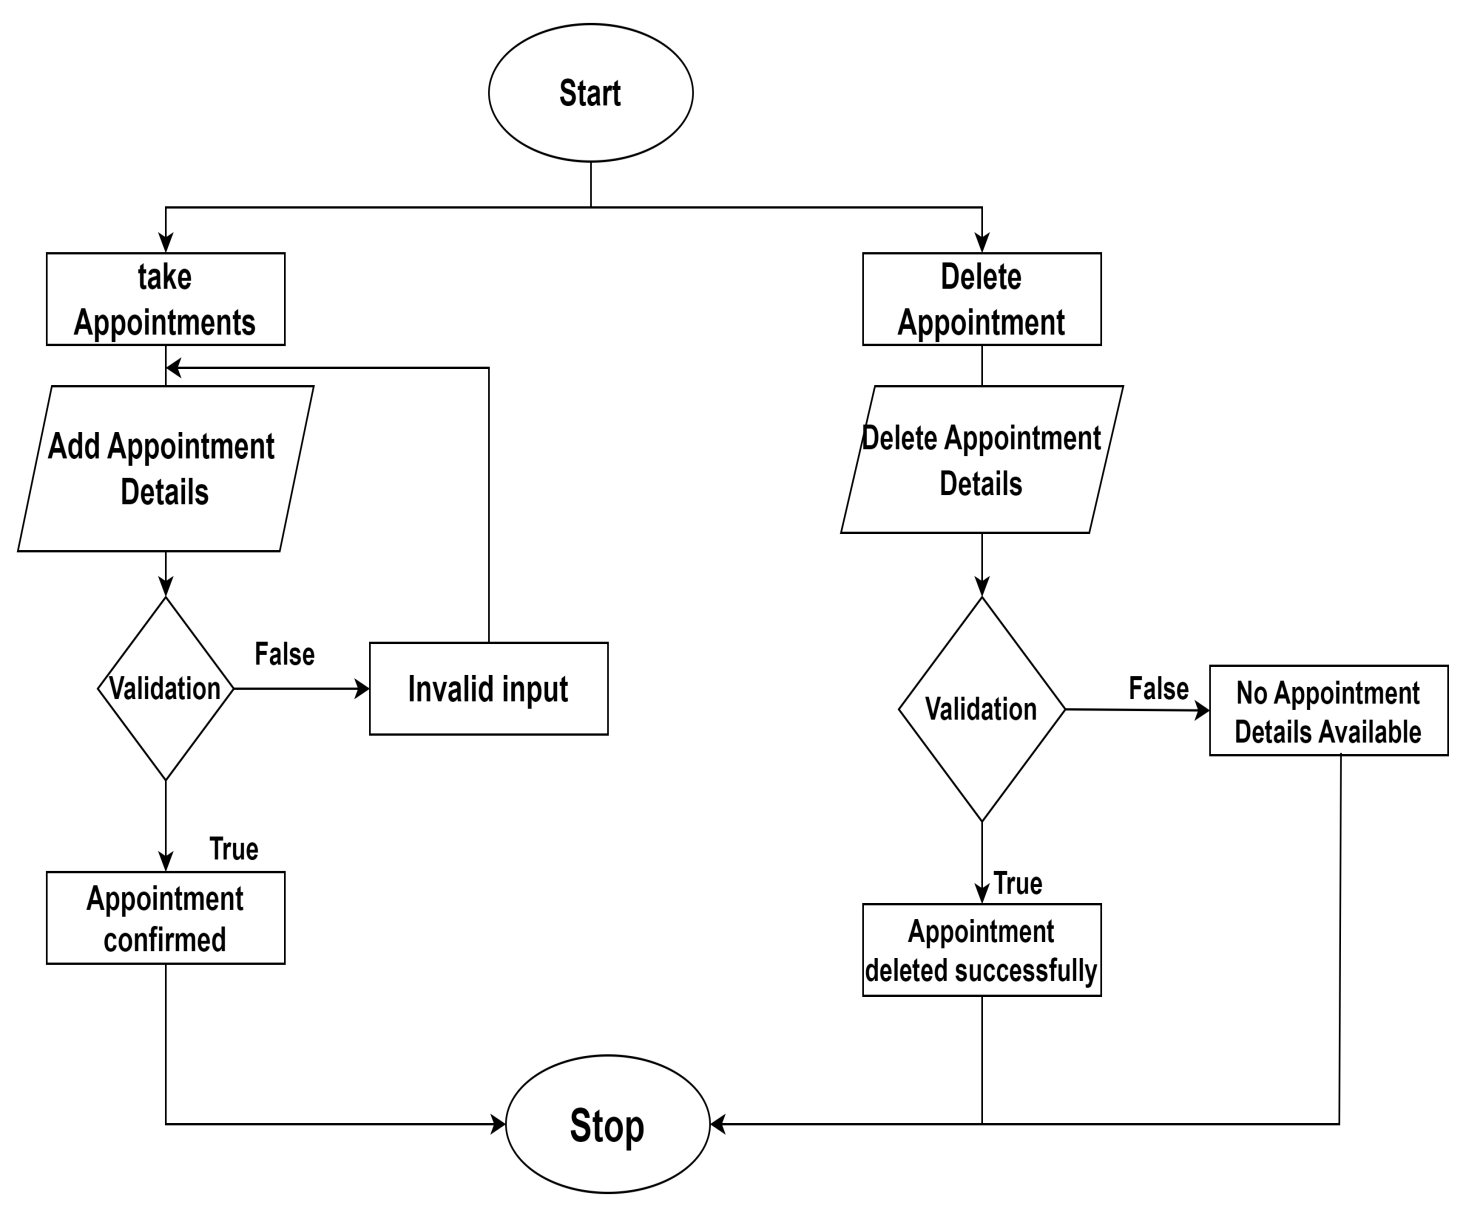 Start
take
Appointments
Delete
Appointment
Add Appointment
Details
Delete Appointment
Details
Validation
False
Invalid input
Validation
False
No Appointment
Details Available
True
Appointment
confirmed
True
Appointment
deleted successfully
Stop